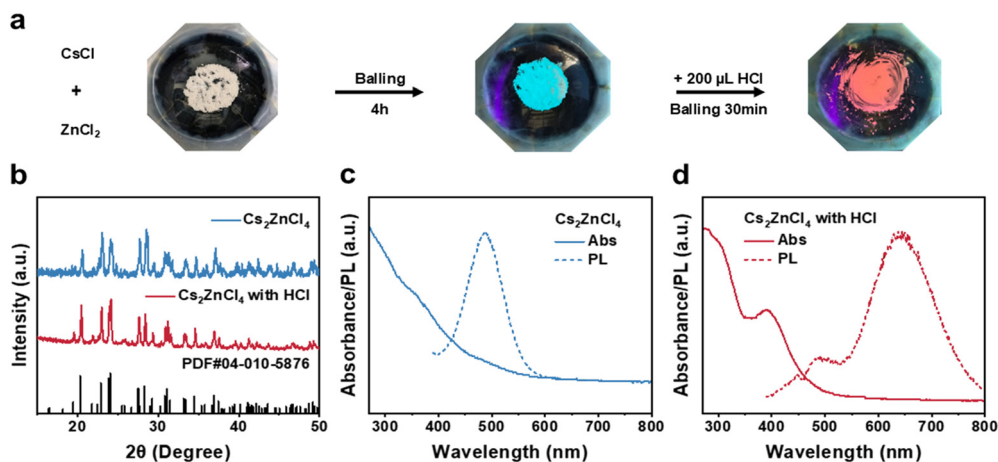 a
CsCl
+
ZnCl₂
Balling
4h
+ 200 μL HCl
Balling 30min
b
Intensity (a.u.)
Cs₂ZnCl₄
Cs₂ZnCl₄ with HCl
PDF#04-010-5876
20 30 40 50
2θ (Degree)
c
Absorbance/PL (a.u.)
Cs₂ZnCl₄
Abs
PL
300 400 500 600 700 800
Wavelength (nm)
d
Absorbance/PL (a.u.)
Cs₂ZnCl₄ with HCl
Abs
PL
300 400 500 600 700 800
Wavelength (nm)